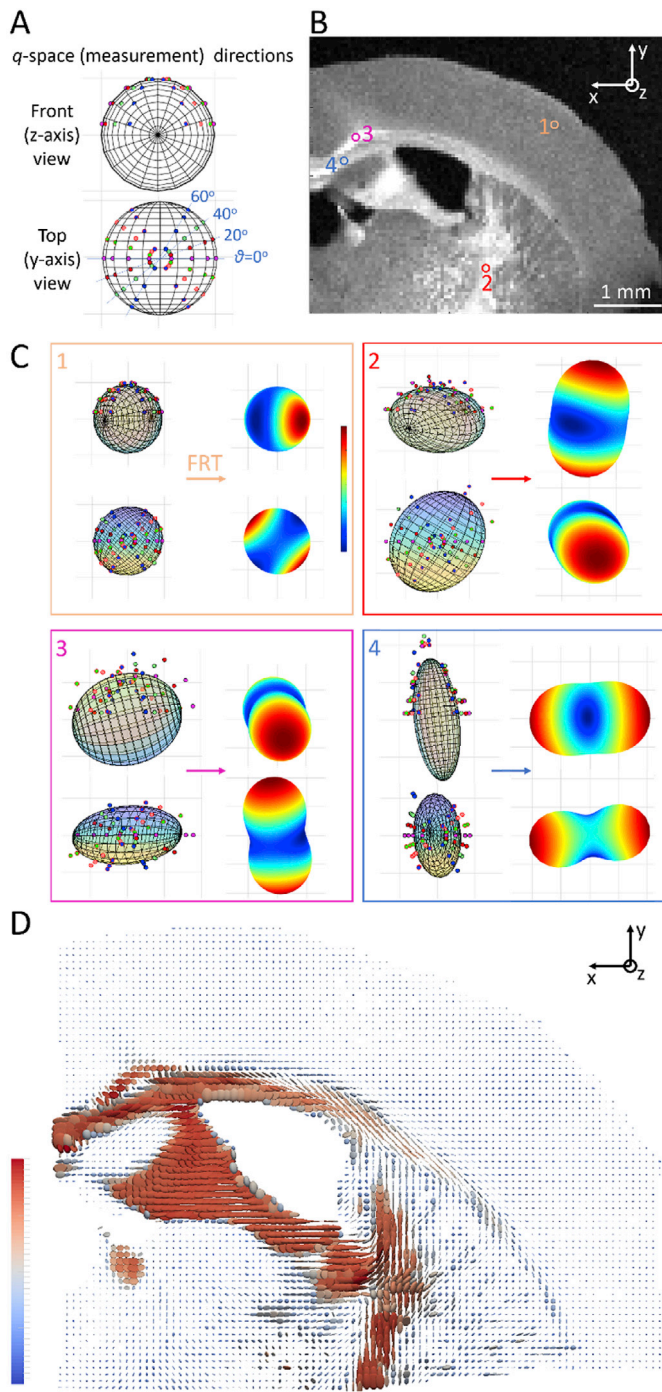 A
q-space (measurement) directions
Front
(z-axis)
view
Top
(y-axis)
view
60°
40°
20°
ϑ=0°
B
y
x
z
1
3
4
2
1 mm
C
1
FRT
2
3
4
D
y
x
z